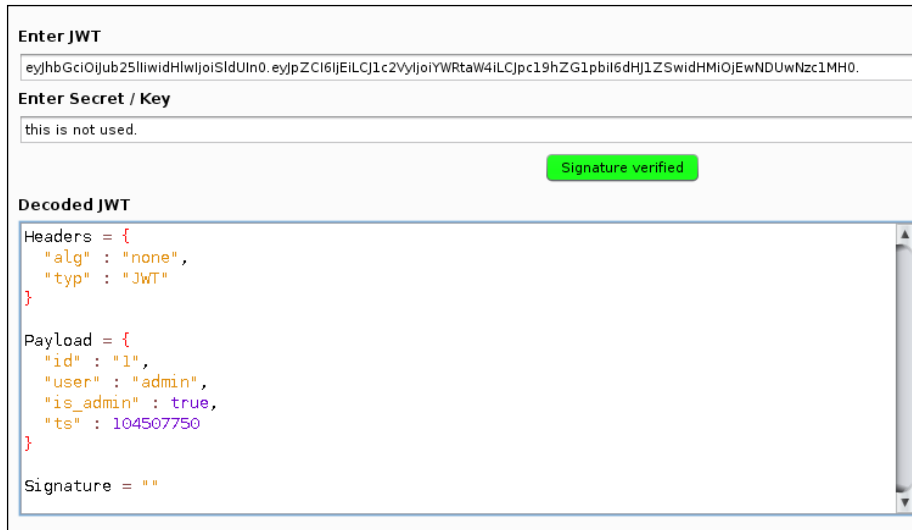 Enter JWT
eyJhbGciOiJub25lIiwidHlwIjoiSldUIn0.eyJpZCI6IjEiLCJ1c2VyIjoiYWRtaW4iLCJpc19hZG1pbiI6dHJ1ZSwidHMiOjEwNDUwNzc1MH0.
Enter Secret / Key
this is not used.
Signature verified
Decoded JWT
Headers = {
  "alg" : "none",
  "typ" : "JWT"
}
Payload = {
  "id" : "1",
  "user" : "admin",
  "is_admin" : true,
  "ts" : 104507750
}
Signature = ""